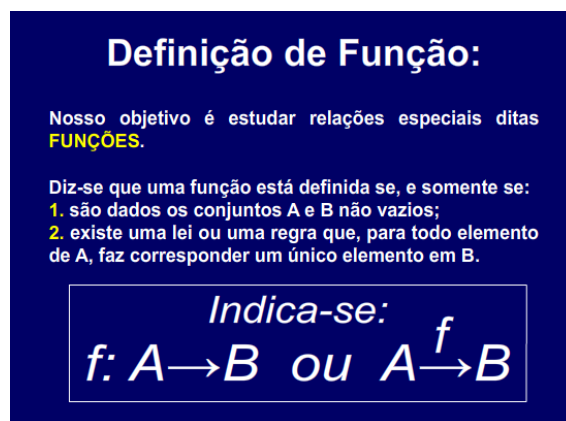 Definição de Função:
Nosso objetivo é estudar relações especiais ditas
FUNÇÕES.
Diz-se que uma função está definida se, e somente se:
1. são dados os conjuntos A e B não vazios;
2. existe uma lei ou uma regra que, para todo elemento
de A, faz corresponder um único elemento em B.
Indica-se:
f: A→B ou A→B
f